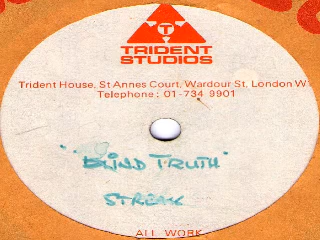 T
TRIDENT
STUDIOS
Trident House, St Annes Court, Wardour St, London W
Telephone: 01-734 9901
"BLIND TRUTH"
STREAK
ALL WORK